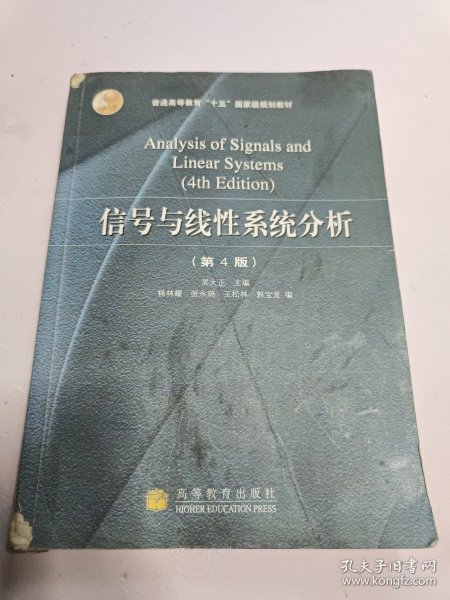 普通高等教育“十五”国家级规划教材
Analysis of Signals and
Linear Systems
(4th Edition)
信号与线性系统分析
(第4版)
吴大正 主编
杨林耀 张永瑞 王松林 郭宝龙 编
高等教育出版社
HIGHER EDUCATION PRESS
孔夫子旧书网
www.kongfz.com